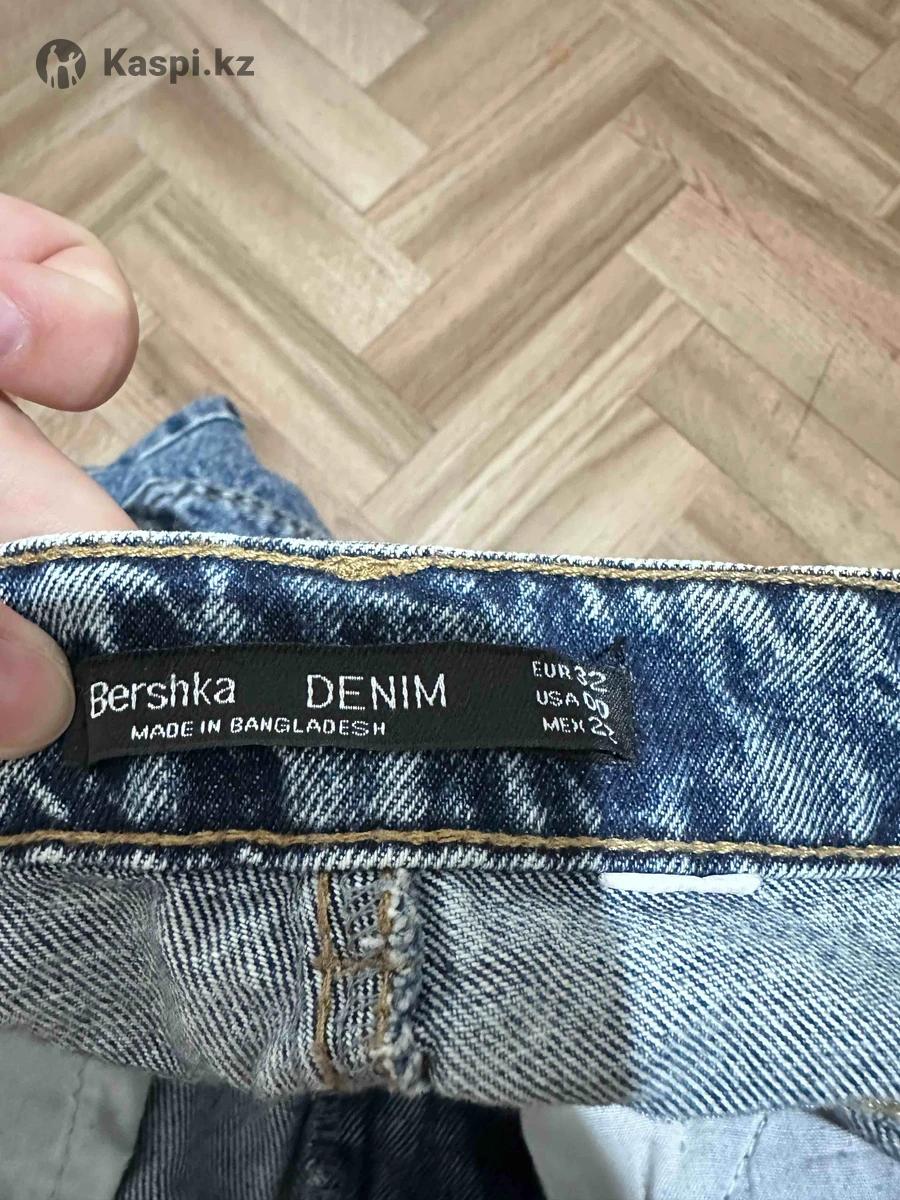 Kaspi.kz
Bershka DENIM
MADE IN BANGLADESH
EUR 32
USA 00
MEX